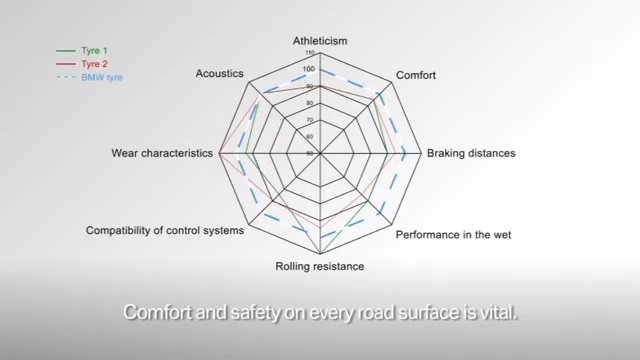 Athleticism
Tyre 1
Tyre 2
BMW tyre
110
100
90
80
70
60
50
Acoustics
Comfort
Wear characteristics
Braking distances
Compatibility of control systems
Performance in the wet
Rolling resistance
Comfort and safety on every road surface is vital.